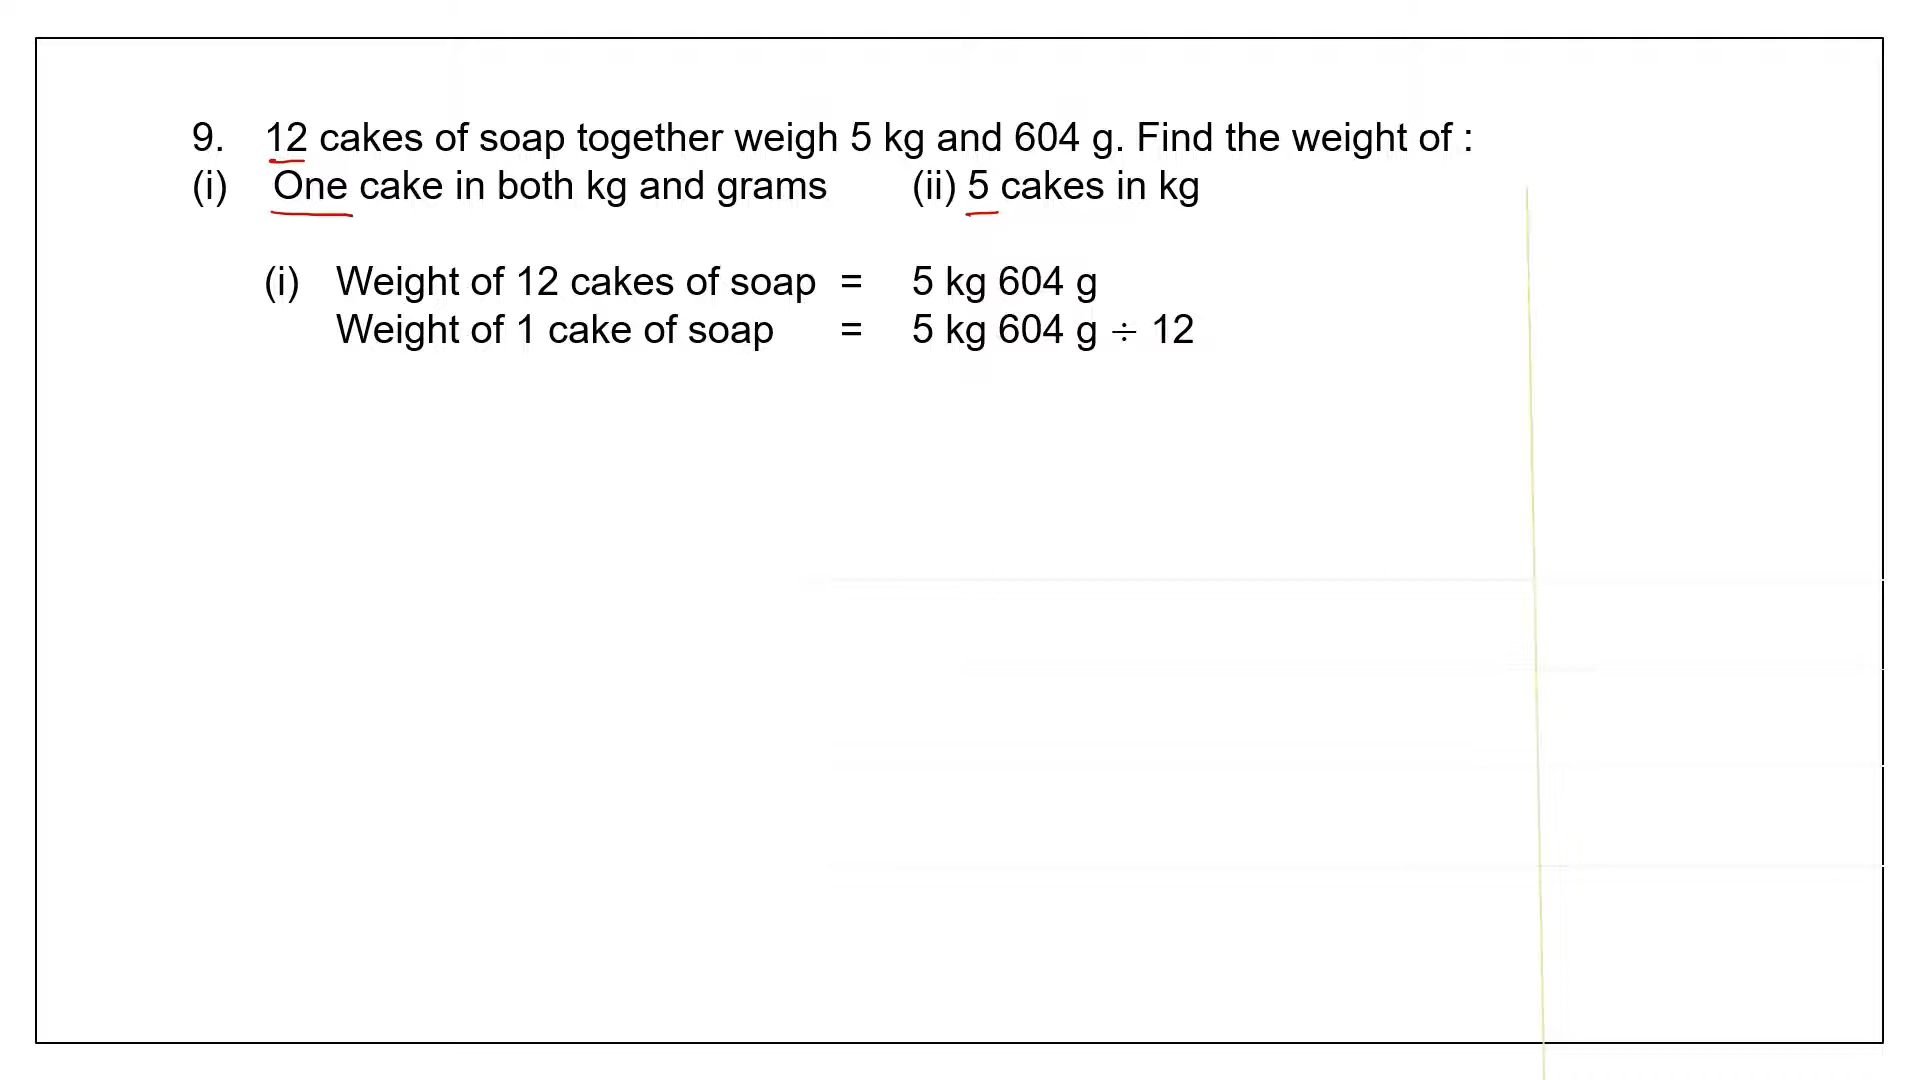 9. 12 cakes of soap together weigh 5 kg and 604 g. Find the weight of :
(i) One cake in both kg and grams (ii) 5 cakes in kg
(i) Weight of 12 cakes of soap = 5 kg 604 g
Weight of 1 cake of soap = 5 kg 604 g ÷ 12